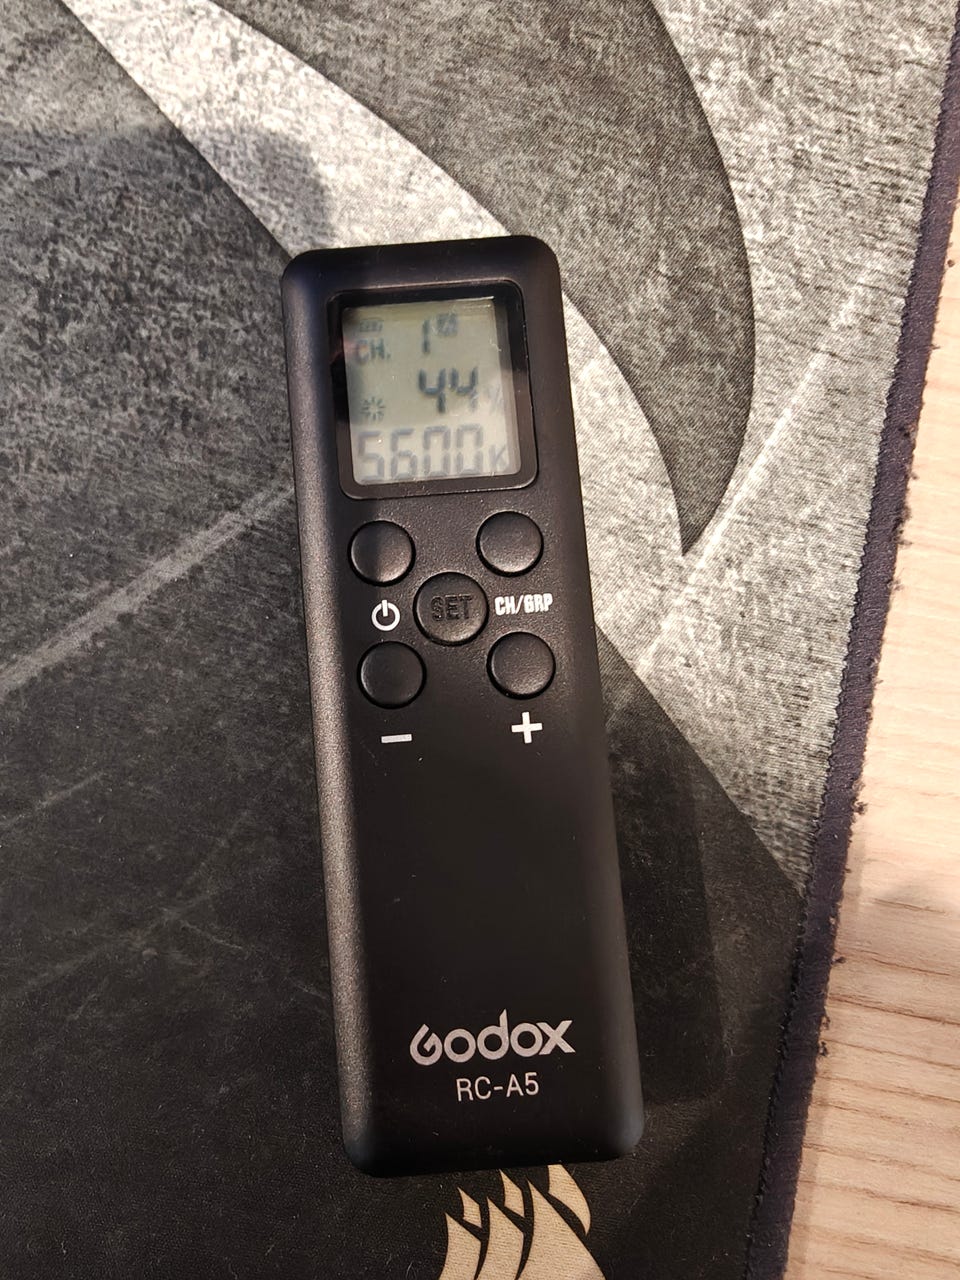 CH. 1
44%
5600K
SET
CH/GRP
−
+
Godox
RC-A5